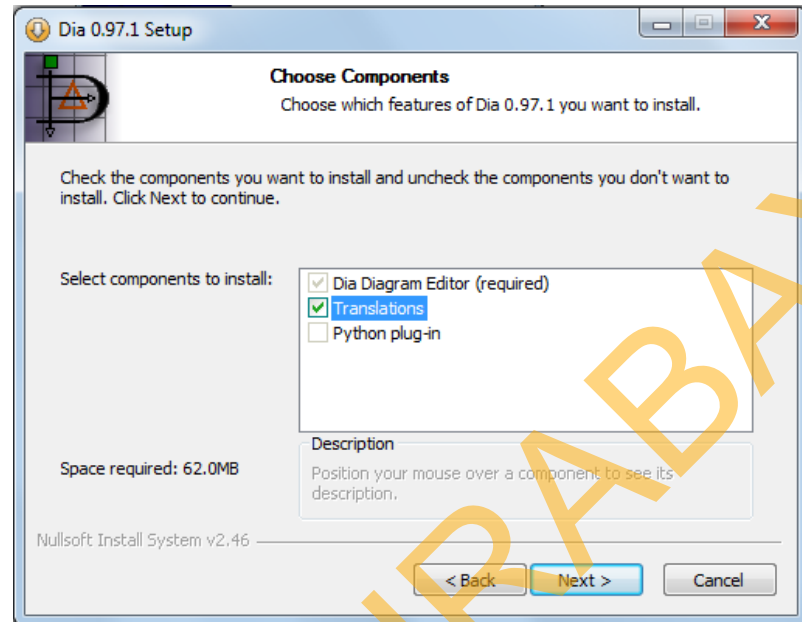 Dia 0.97.1 Setup
Choose Components
Choose which features of Dia 0.97.1 you want to install.
Check the components you want to install and uncheck the components you don't want to
install. Click Next to continue.
Select components to install:
Dia Diagram Editor (required)
Translations
Python plug-in
Space required: 62.0MB
Description
Position your mouse over a component to see its
description.
Nullsoft Install System v2.46
< Back
Next >
Cancel